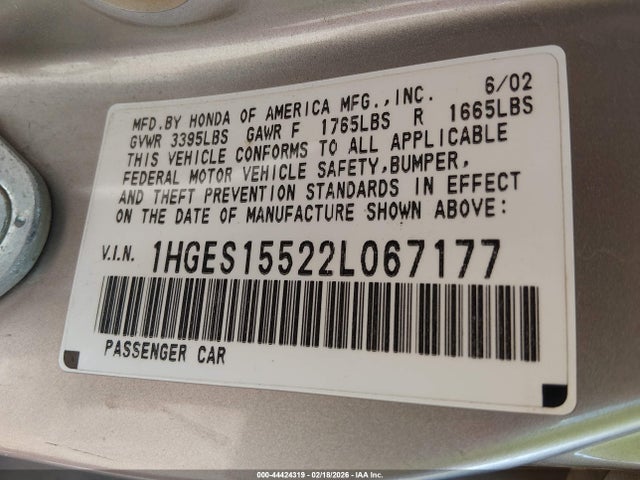 MFD.BY HONDA OF AMERICA MFG.,INC. 6/02
GVWR 3395LBS GAWR F 1765LBS R 1665LBS
THIS VEHICLE CONFORMS TO ALL APPLICABLE
FEDERAL MOTOR VEHICLE SAFETY,BUMPER,
AND THEFT PREVENTION STANDARDS IN EFFECT
ON THE DATE OF MANUFACTURE SHOWN ABOVE:
V.I.N. 1HGES15522L067177
PASSENGER CAR
000-44424319 | 02/18/2026 | IAA Inc.